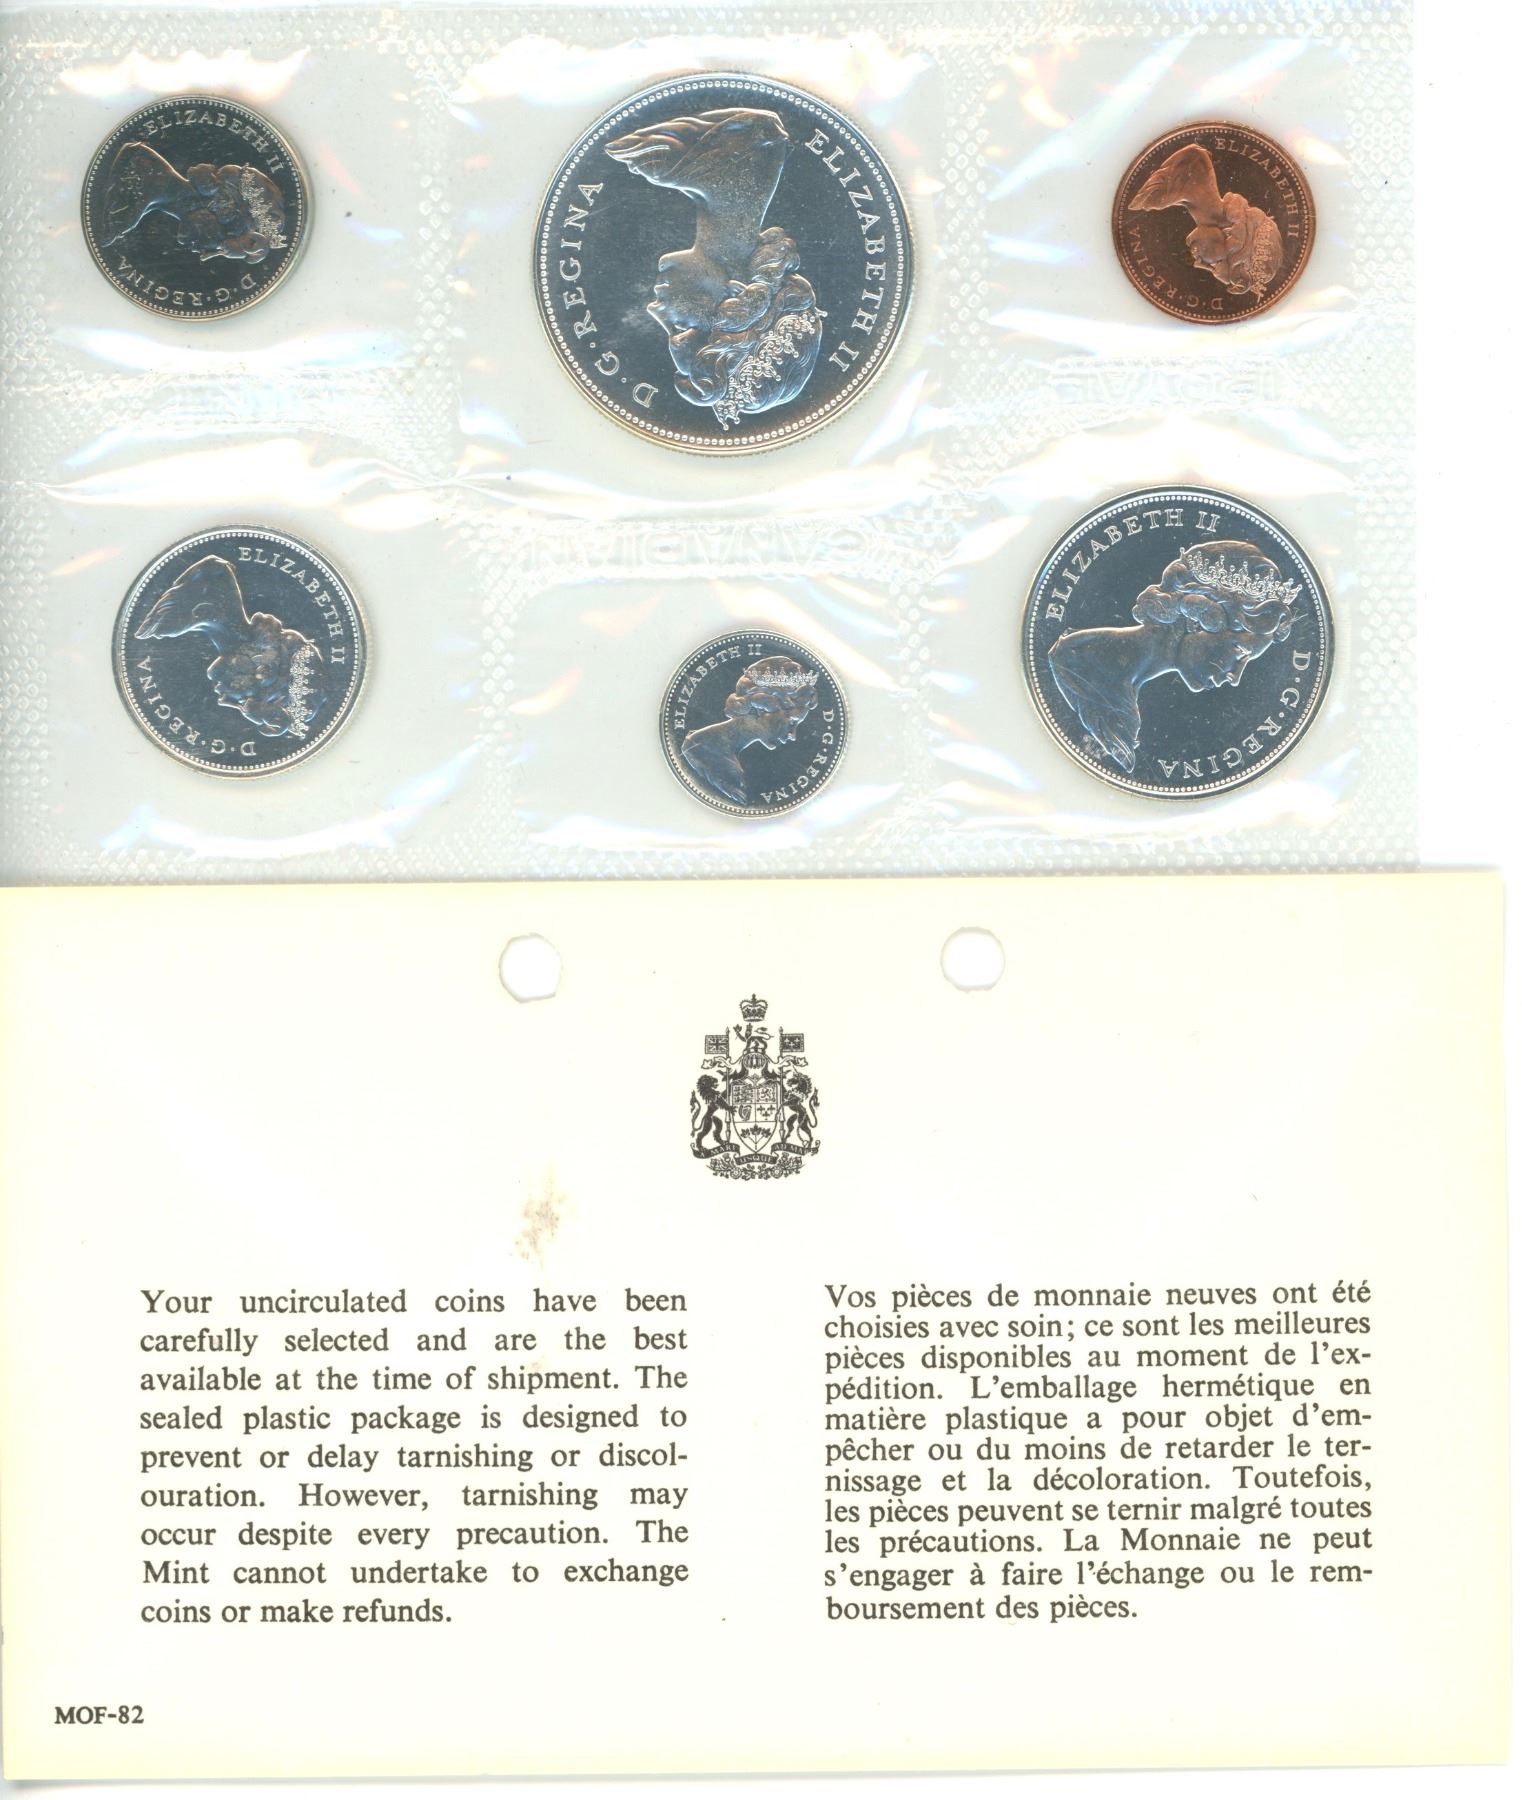 ELIZABETH II D·G·REGINA
ELIZABETH II D·G·REGINA
ELIZABETH II D·G·REGINA
ELIZABETH II D·G·REGINA
ELIZABETH II D·G·REGINA
ELIZABETH II D·G·REGINA
Your uncirculated coins have been
carefully selected and are the best
available at the time of shipment. The
sealed plastic package is designed to
prevent or delay tarnishing or discol-
ouration. However, tarnishing may
occur despite every precaution. The
Mint cannot undertake to exchange
coins or make refunds.
Vos pièces de monnaie neuves ont été
choisies avec soin; ce sont les meilleures
pièces disponibles au moment de l'ex-
pédition. L'emballage hermétique en
matière plastique a pour objet d'em-
pêcher ou du moins de retarder le ter-
nissage et la décoloration. Toutefois,
les pièces peuvent se ternir malgré toutes
les précautions. La Monnaie ne peut
s'engager à faire l'échange ou le rem-
boursement des pièces.
MOF-82